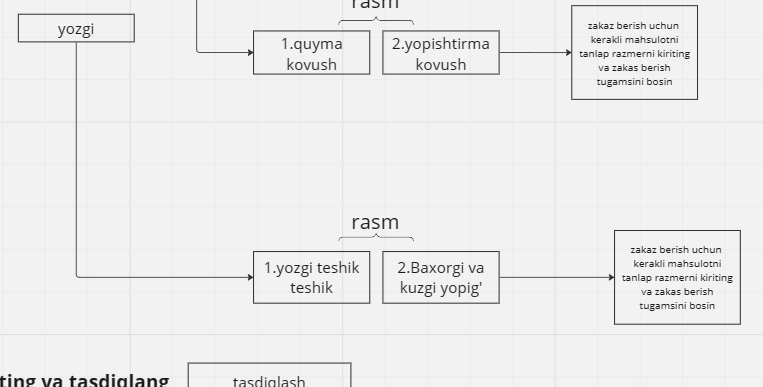 rasm
yozgi
1.quyma
kovush
2.yopishtirma
kovush
zakaz berish uchun
kerakli mahsulotni
tanlap razmerni kiriting
va zakas berish
tugamsini bosin
rasm
1.yozgi teshik
teshik
2.Baxorgi va
kuzgi yopig'
zakaz berish uchun
kerakli mahsulotni
tanlap razmerni kiriting
va zakas berish
tugamsini bosin
ting va tasdiqlang
tasdiqlash